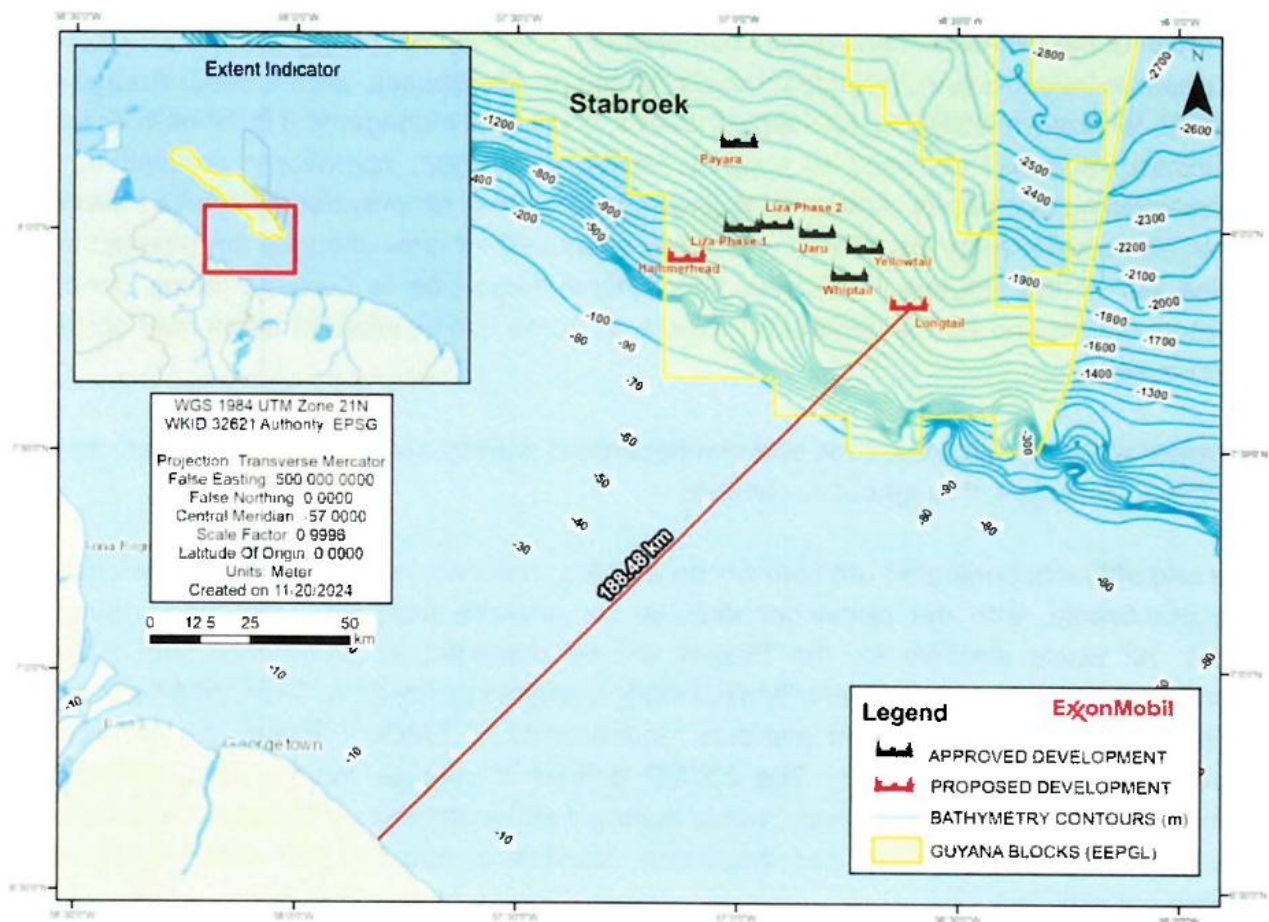 Extent Indicator
Stabroek
N
Payara
Liza Phase 2
Liza Phase 1
Uaru
Yellowtail
Hammerhead
Whiptail
Longtail
-2800
-2700
-2600
-2500
-2400
-2300
-2200
-2100
-2000
-1900
-1800
-1700
-1600
-1400
-1300
-1200
-800
-900
-200
-300
-100
-80
-90
-70
-60
-50
-40
-30
-300
-90
-80
-80
-90
-80
188.48 km
WGS 1984 UTM Zone 21N
WKID 32621 Authority EPSG
Projection: Transverse Mercator
False Easting: 500 000 0000
False Northing 0 0000
Central Meridian -57 0000
Scale Factor: 0 9996
Latitude Of Origin: 0 0000
Units: Meter
Created on 11-20-2024
0 12.5 25 50
km
-10
-10
-10
-10
Georgetown
Legend
ExxonMobil
APPROVED DEVELOPMENT
PROPOSED DEVELOPMENT
BATHYMETRY CONTOURS (m)
GUYANA BLOCKS (EEPGL)